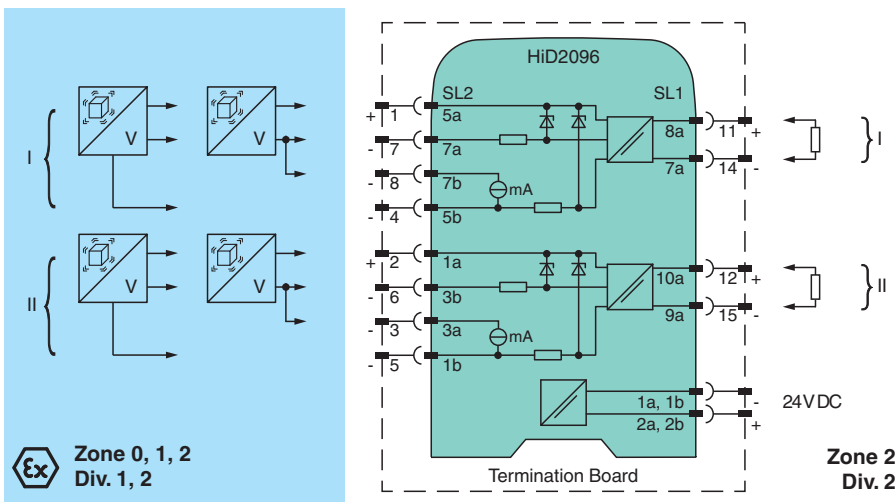 HiD2096
SL2 SL1
+ 1 5a
- 7 7a
- 8 7b
- 4 5b
mA
8a 11 +
7a 14 -
I
V V
I
+ 2 1a
- 6 3b
- 3 3a
- 5 1b
mA
10a 12 +
9a 15 -
II
V V
II
1a, 1b -
2a, 2b +
24V DC
Ex
Zone 0, 1, 2
Div. 1, 2
Termination Board
Zone 2
Div. 2